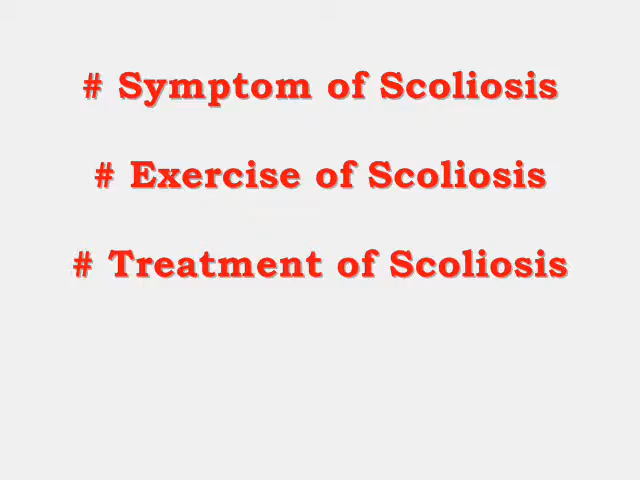 # Symptom of Scoliosis
# Exercise of Scoliosis
# Treatment of Scoliosis